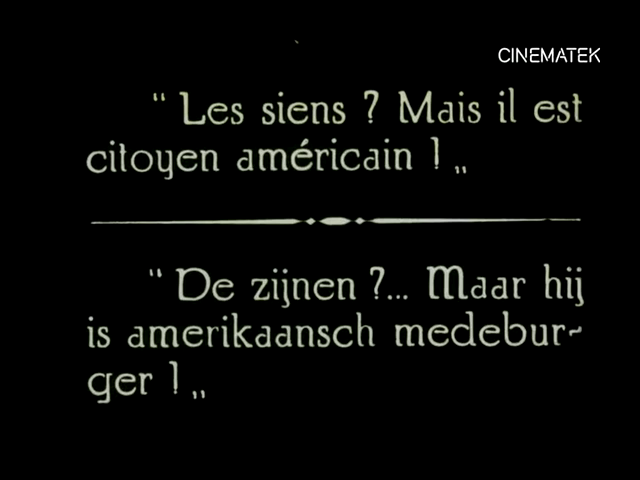 CINEMATEK
“ Les siens ? Mais il est
citoyen américain ! „
“ De zijnen ?... Maar hij
is amerikaansch medebur-
ger ! „